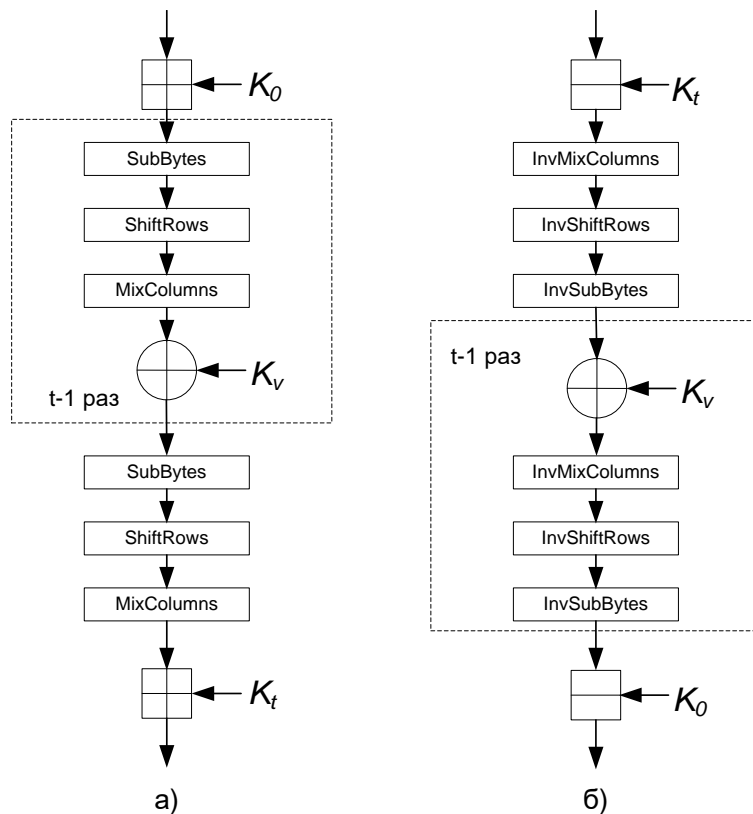 K0
SubBytes
ShiftRows
MixColumns
Kv
t-1 раз
SubBytes
ShiftRows
MixColumns
Kt
а)
Kt
InvMixColumns
InvShiftRows
InvSubBytes
t-1 раз
Kv
InvMixColumns
InvShiftRows
InvSubBytes
K0
б)